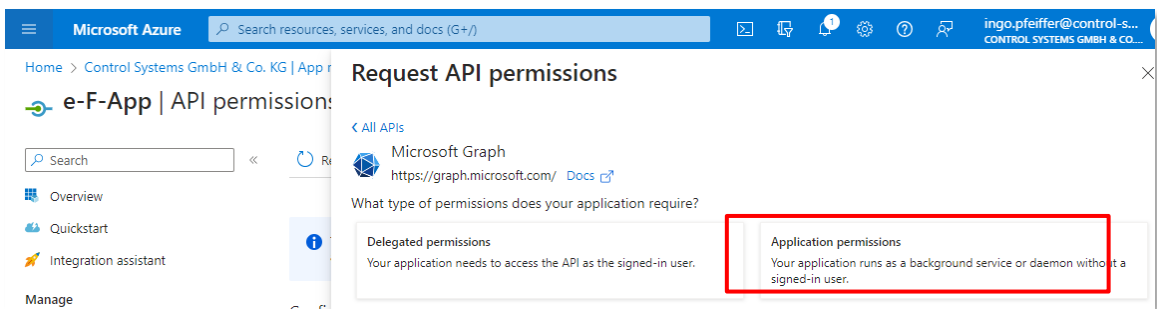 Microsoft Azure
Search resources, services, and docs (G+/)
1
ingo.pfeiffer@control-s...
CONTROL SYSTEMS GMBH & CO....
Home > Control Systems GmbH & Co. KG | App r
e-F-App | API permissions
Search
«
Overview
Quickstart
Integration assistant
Manage
Request API permissions
All APIs
Microsoft Graph
https://graph.microsoft.com/ Docs
What type of permissions does your application require?
Delegated permissions
Your application needs to access the API as the signed-in user.
Application permissions
Your application runs as a background service or daemon without a
signed-in user.